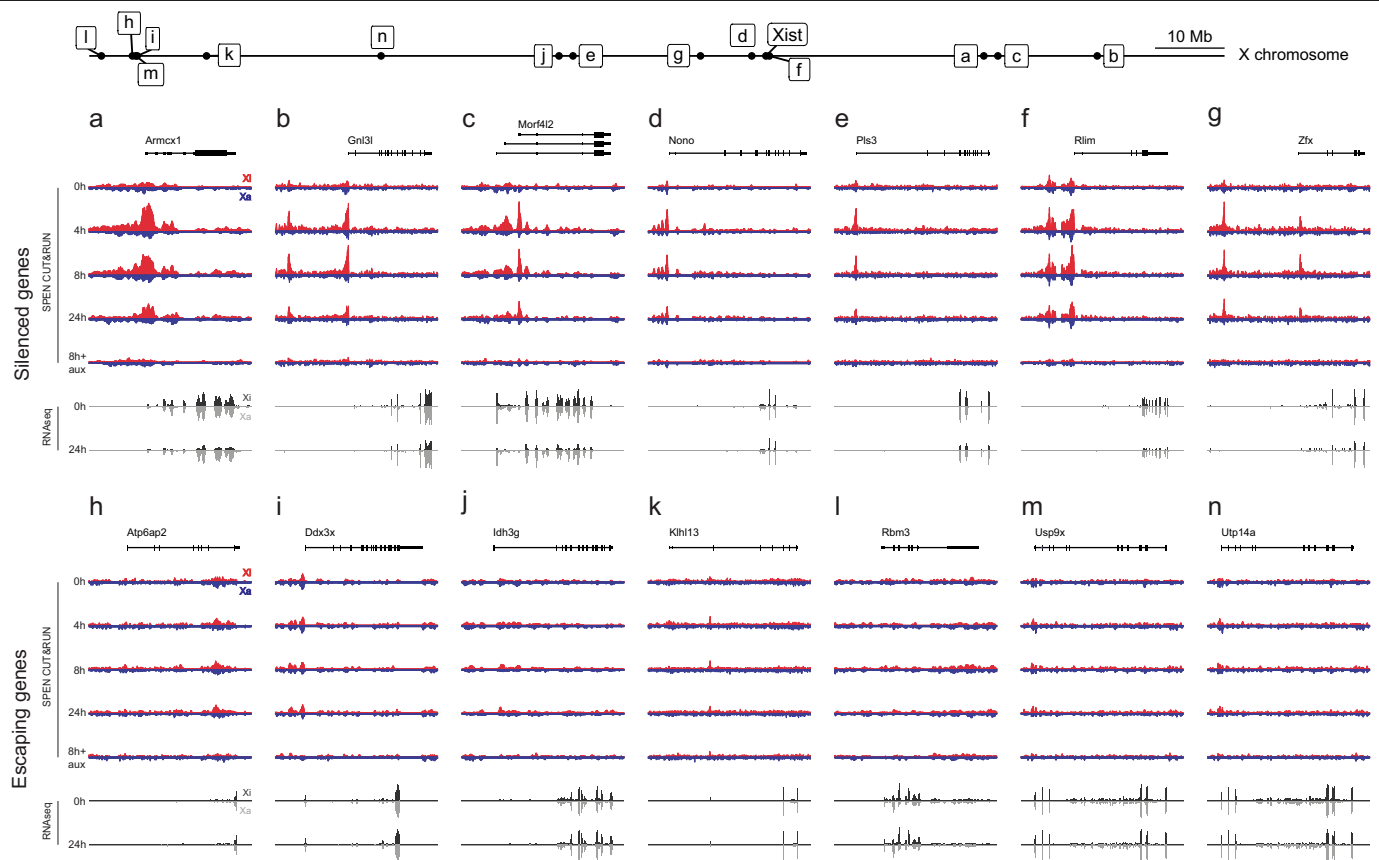 l
h
i
m
k
n
j
e
g
d
Xist
f
a
c
b
10 Mb
X chromosome
a
b
c
d
e
f
g
Armcx1
Gnl3l
Morf4l2
Nono
Pls3
Rlim
Zfx
Silenced genes
SPEN CUT&RUN
0h
Xi
Xa
4h
8h
24h
8h+
aux
RNAseq
0h
Xi
Xa
24h
h
i
j
k
l
m
n
Atp6ap2
Ddx3x
Idh3g
Klhl13
Rbm3
Usp9x
Utp14a
Escaping genes
SPEN CUT&RUN
0h
Xi
Xa
4h
8h
24h
8h+
aux
RNAseq
0h
Xi
Xa
24h